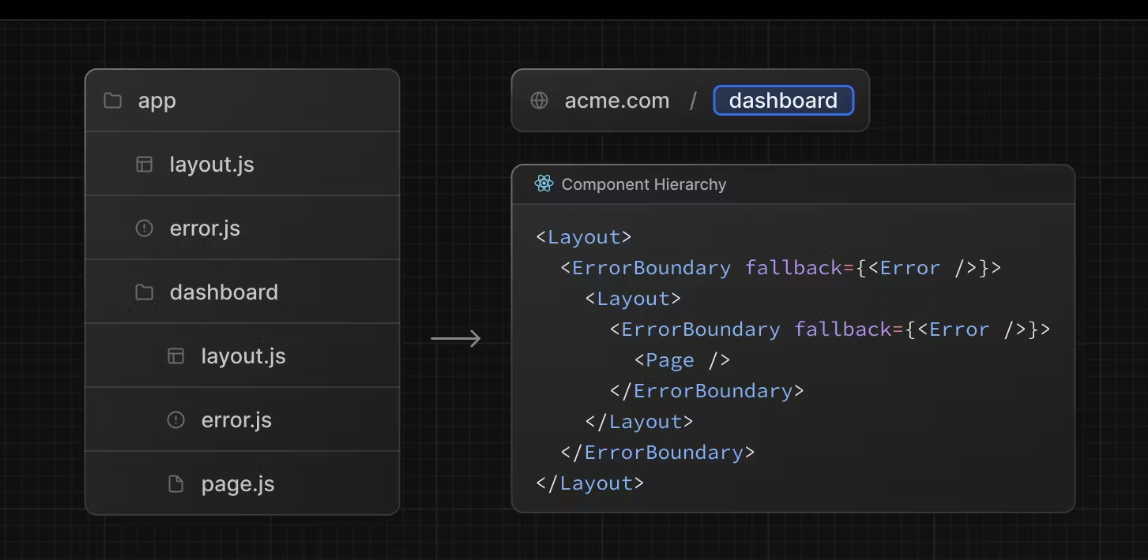 app
layout.js
error.js
dashboard
layout.js
error.js
page.js
acme.com / dashboard
Component Hierarchy
<Layout>
<ErrorBoundary fallback={<Error />}>
<Layout>
<ErrorBoundary fallback={<Error />}>
<Page />
</ErrorBoundary>
</Layout>
</ErrorBoundary>
</Layout>